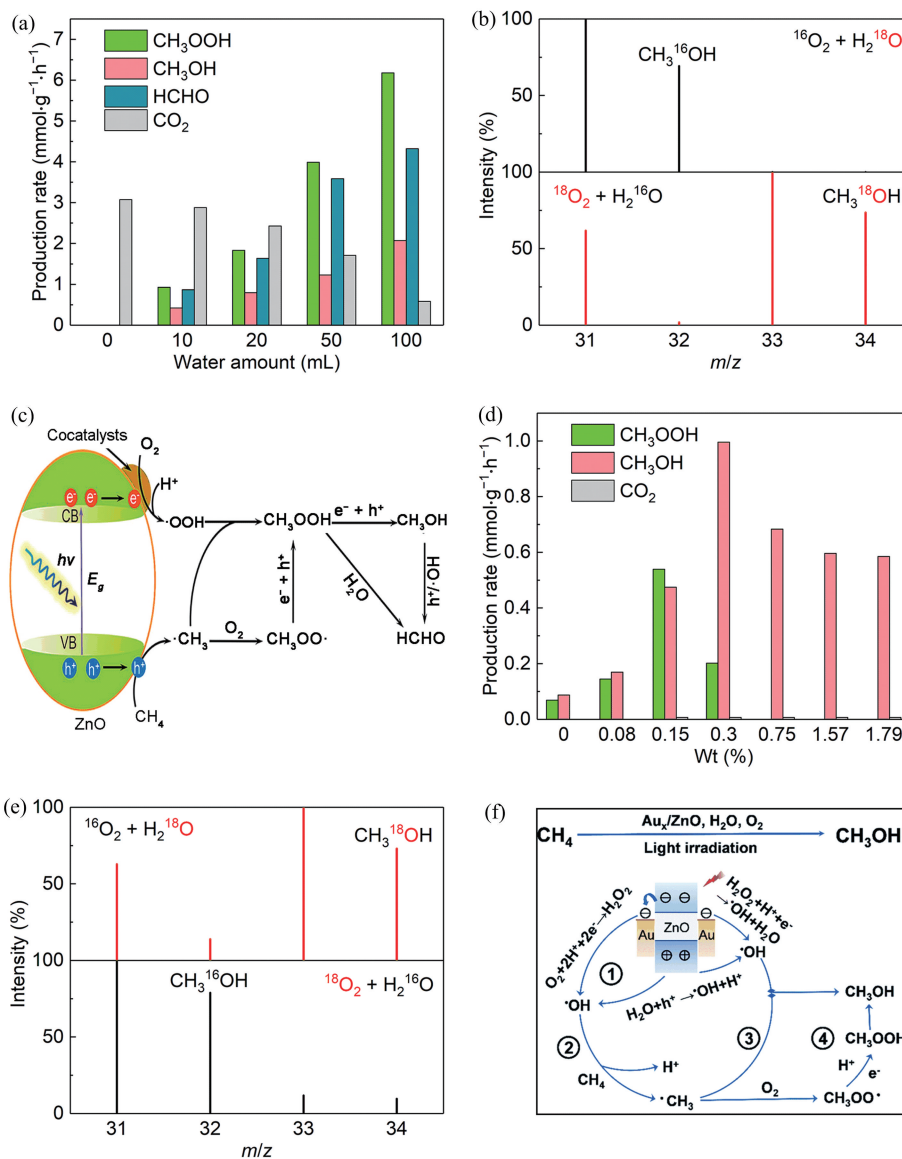 (a)
7
6
5
4
3
2
1
0
Production rate (mmol·g⁻¹·h⁻¹)
CH₃OOH
CH₃OH
HCHO
CO₂
0 10 20 50 100
Water amount (mL)
(b)
100
50
100
50
0
Intensity (%)
CH₃¹⁶OH
¹⁶O₂ + H₂¹⁸O
¹⁸O₂ + H₂¹⁶O
CH₃¹⁸OH
31 32 33 34
m/z
(c)
Cocatalysts
O₂
H⁺
e⁻ e⁻ e⁻
CB
hv
E_g
VB
h⁺ h⁺ h⁺
ZnO
CH₄
·OOH
CH₃OOH
e⁻ + h⁺
CH₃OH
e⁻ + h⁺
H₂O
h⁺/·OH
·CH₃
O₂
CH₃OO·
HCHO
(d)
1.0
0.8
0.6
0.4
0.2
0.0
Production rate (mmol·g⁻¹·h⁻¹)
CH₃OOH
CH₃OH
CO₂
0 0.08 0.15 0.3 0.75 1.57 1.79
Wt (%)
(e)
100
50
100
50
0
Intensity (%)
¹⁶O₂ + H₂¹⁸O
CH₃¹⁸OH
CH₃¹⁶OH
¹⁸O₂ + H₂¹⁶O
31 32 33 34
m/z
(f)
CH₄
Auₓ/ZnO, H₂O, O₂
Light irradiation
CH₃OH
O₂+2H⁺+2e⁻→H₂O₂
Au
ZnO
Au
H₂O₂+H⁺+e⁻
→·OH+H₂O
·OH
①
H₂O+h⁺→·OH+H⁺
·OH
②
CH₄
H⁺
·CH₃
③
④
O₂
CH₃OH
CH₃OOH
H⁺
e⁻
CH₃OO·